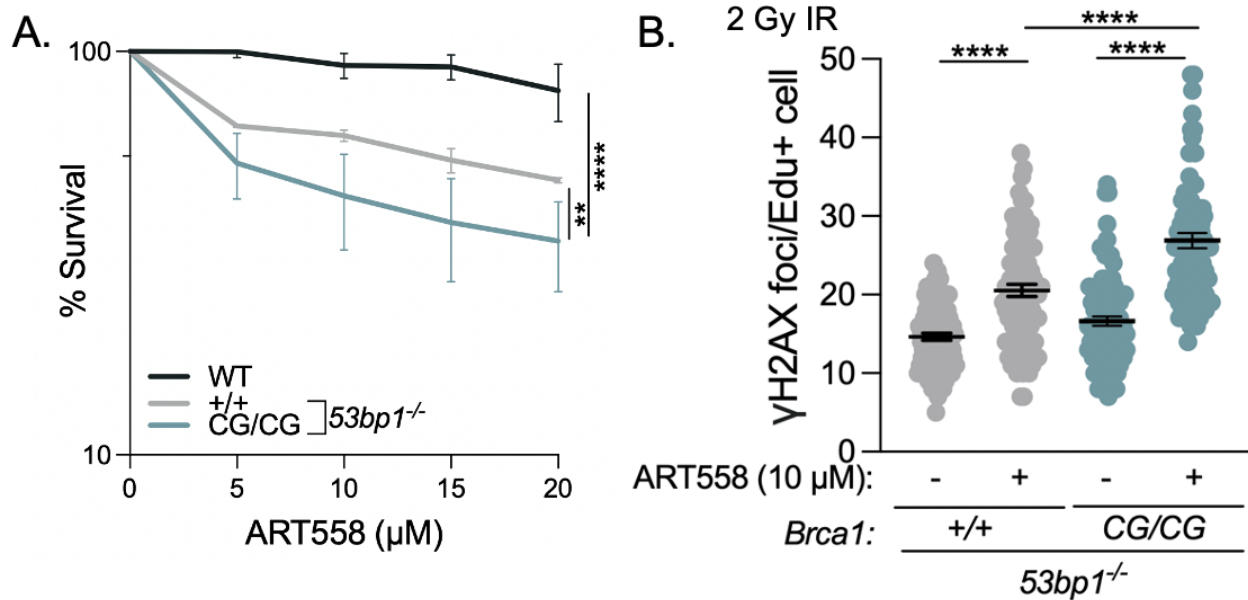 A.
100
10
% Survival
0 5 10 15 20
ART558 (µM)
WT
+/+
CG/CG
53bp1-/-
****
**
B.
2 Gy IR
****
**** ****
50
40
30
20
10
0
γH2AX foci/Edu+ cell
ART558 (10 µM): - + - +
Brca1: +/+ CG/CG
53bp1-/-